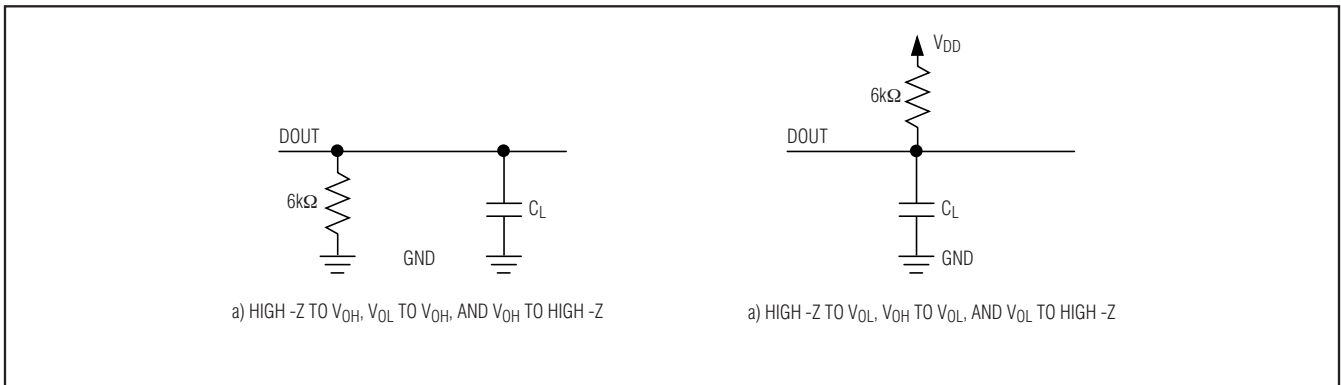 DOUT
6kΩ
C_L
GND
a) HIGH -Z TO V_OH, V_OL TO V_OH, AND V_OH TO HIGH -Z
V_DD
6kΩ
DOUT
C_L
GND
a) HIGH -Z TO V_OL, V_OH TO V_OL, AND V_OL TO HIGH -Z